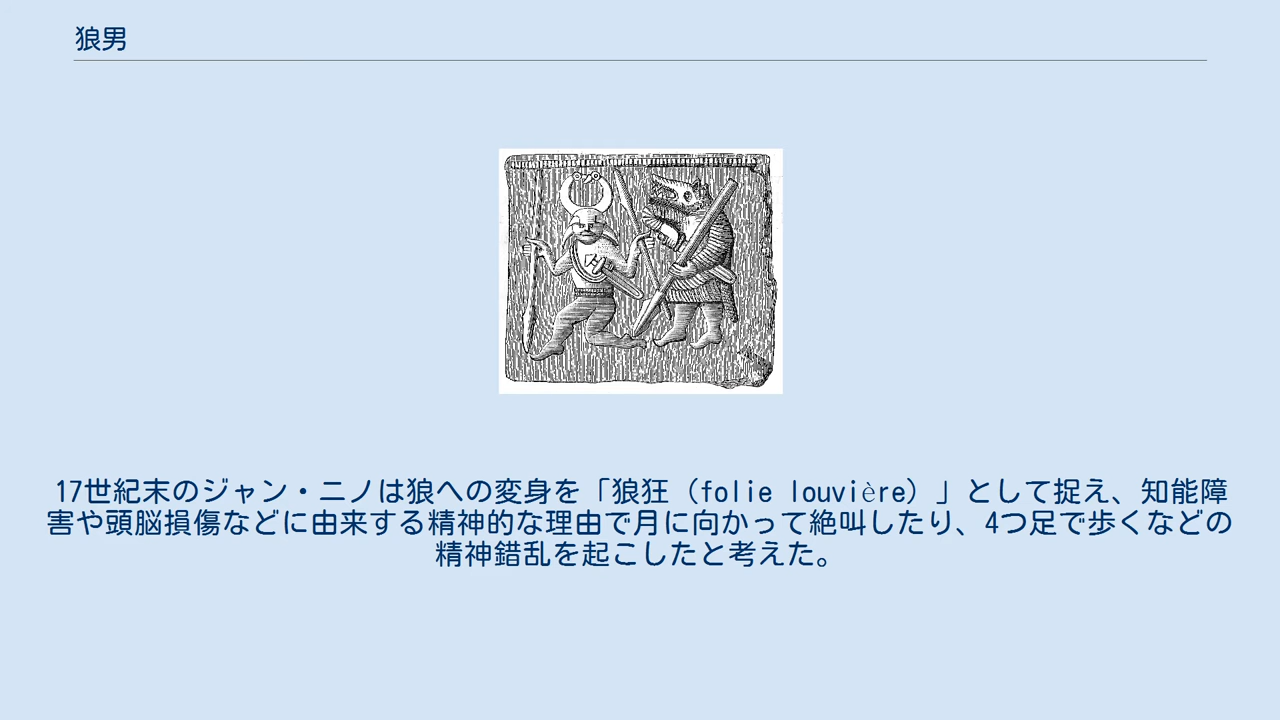 狼男
17世紀末のジャン・ニノは狼への変身を「狼狂（folie louvière）」として捉え、知能障
害や頭脳損傷などに由来する精神的な理由で月に向かって絶叫したり、4つ足で歩くなどの
精神錯乱を起こしたと考えた。